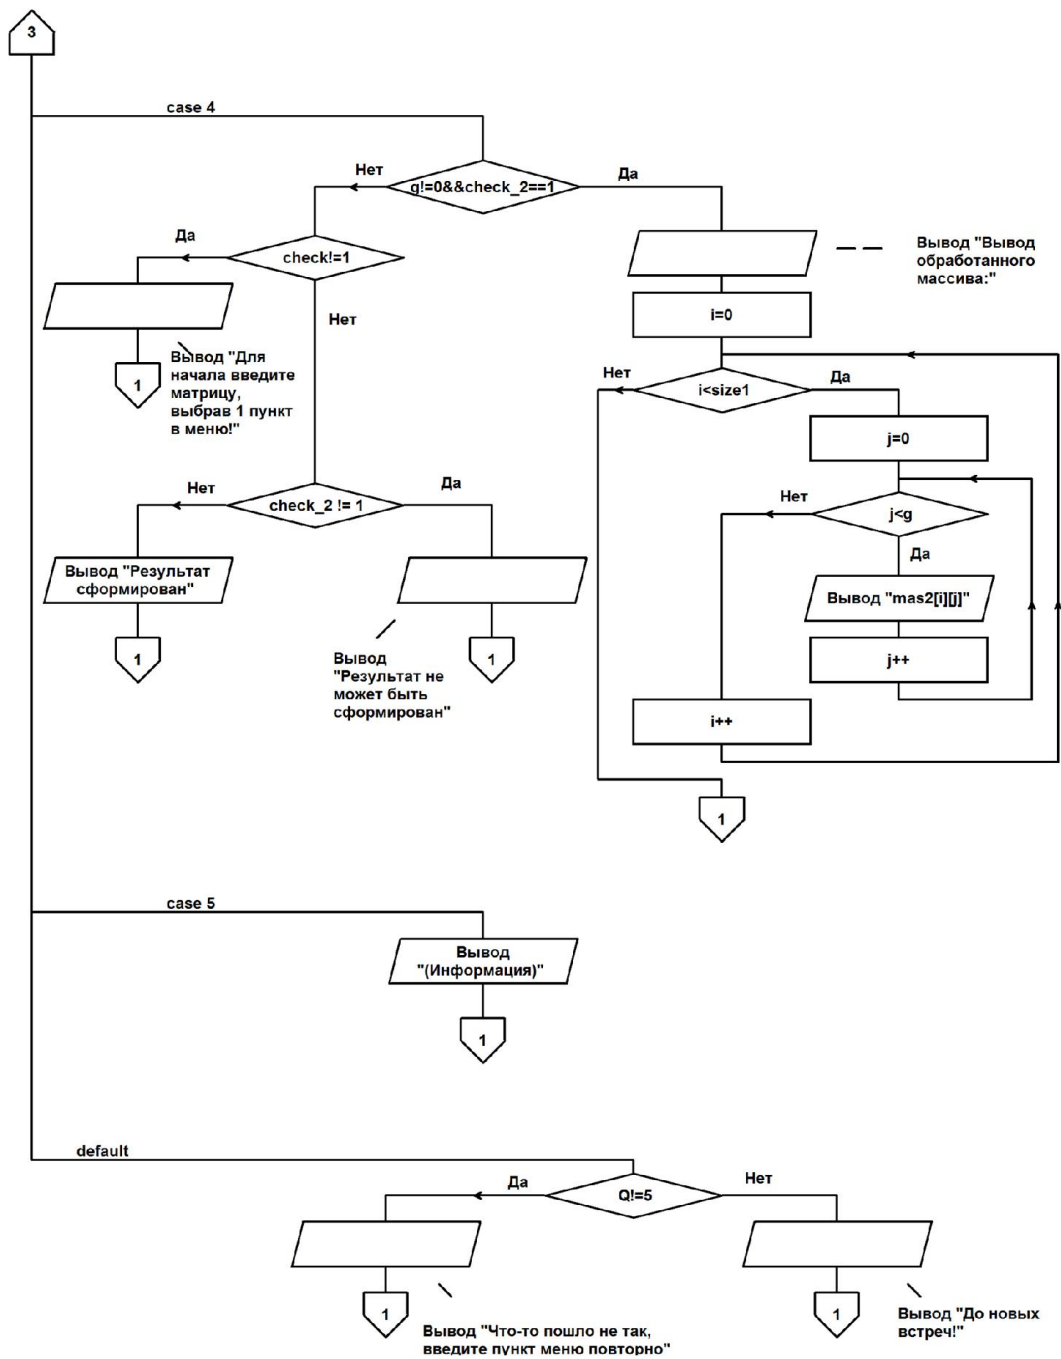 3
case 4
Нет
q!=0&&check_2==1
Да
Да
check!=1
Вывод "Вывод
обработанного
массива:"
i=0
Нет
Вывод "Для
начала введите
матрицу,
выбрав 1 пункт
в меню!"
1
Нет
i<size1
Да
j=0
Нет
check_2 != 1
Да
Нет
j<g
Да
Вывод "Результат
сформирован"
Вывод "mas2[i][j]"
1
Вывод
"Результат не
может быть
сформирован"
1
j++
i++
1
case 5
Вывод
"(Информация)"
1
default
Да
Q!=5
Нет
1
Вывод "Что-то пошло не так,
введите пункт меню повторно"
1
Вывод "До новых
встреч!"